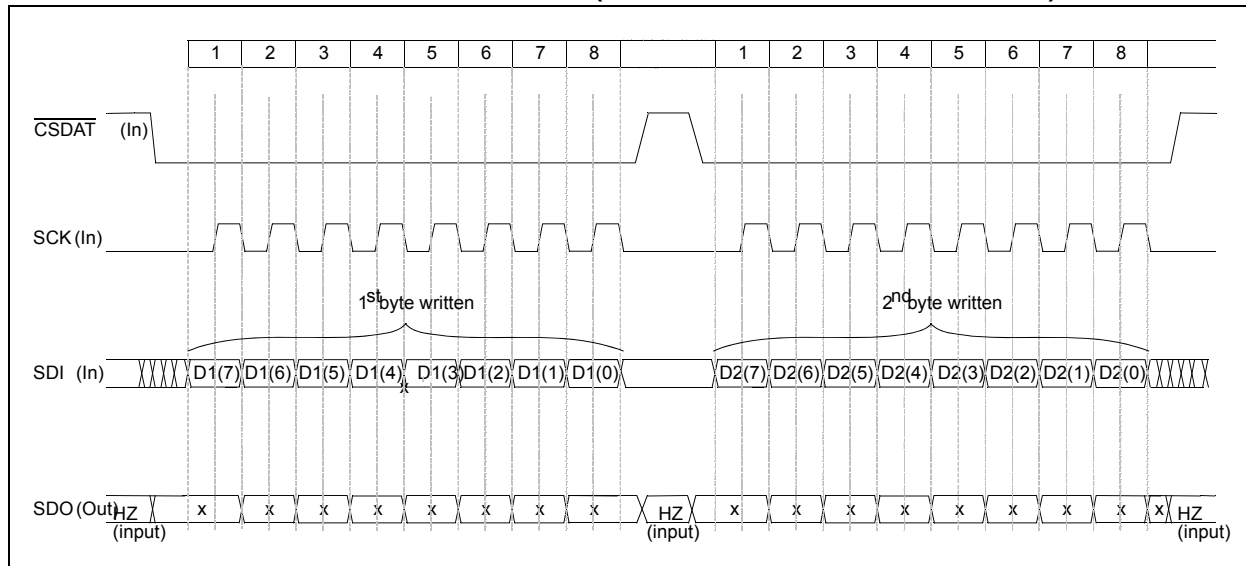 1 2 3 4 5 6 7 8 1 2 3 4 5 6 7 8
CSDAT (In)
SCK (In)
1st byte written 2nd byte written
SDI (In) D1(7) D1(6) D1(5) D1(4) D1(3) D1(2) D1(1) D1(0) D2(7) D2(6) D2(5) D2(4) D2(3) D2(2) D2(1) D2(0)
x
SDO (Out) HZ x x x x x x x x HZ x x x x x x x x x HZ
(input) (input) (input)